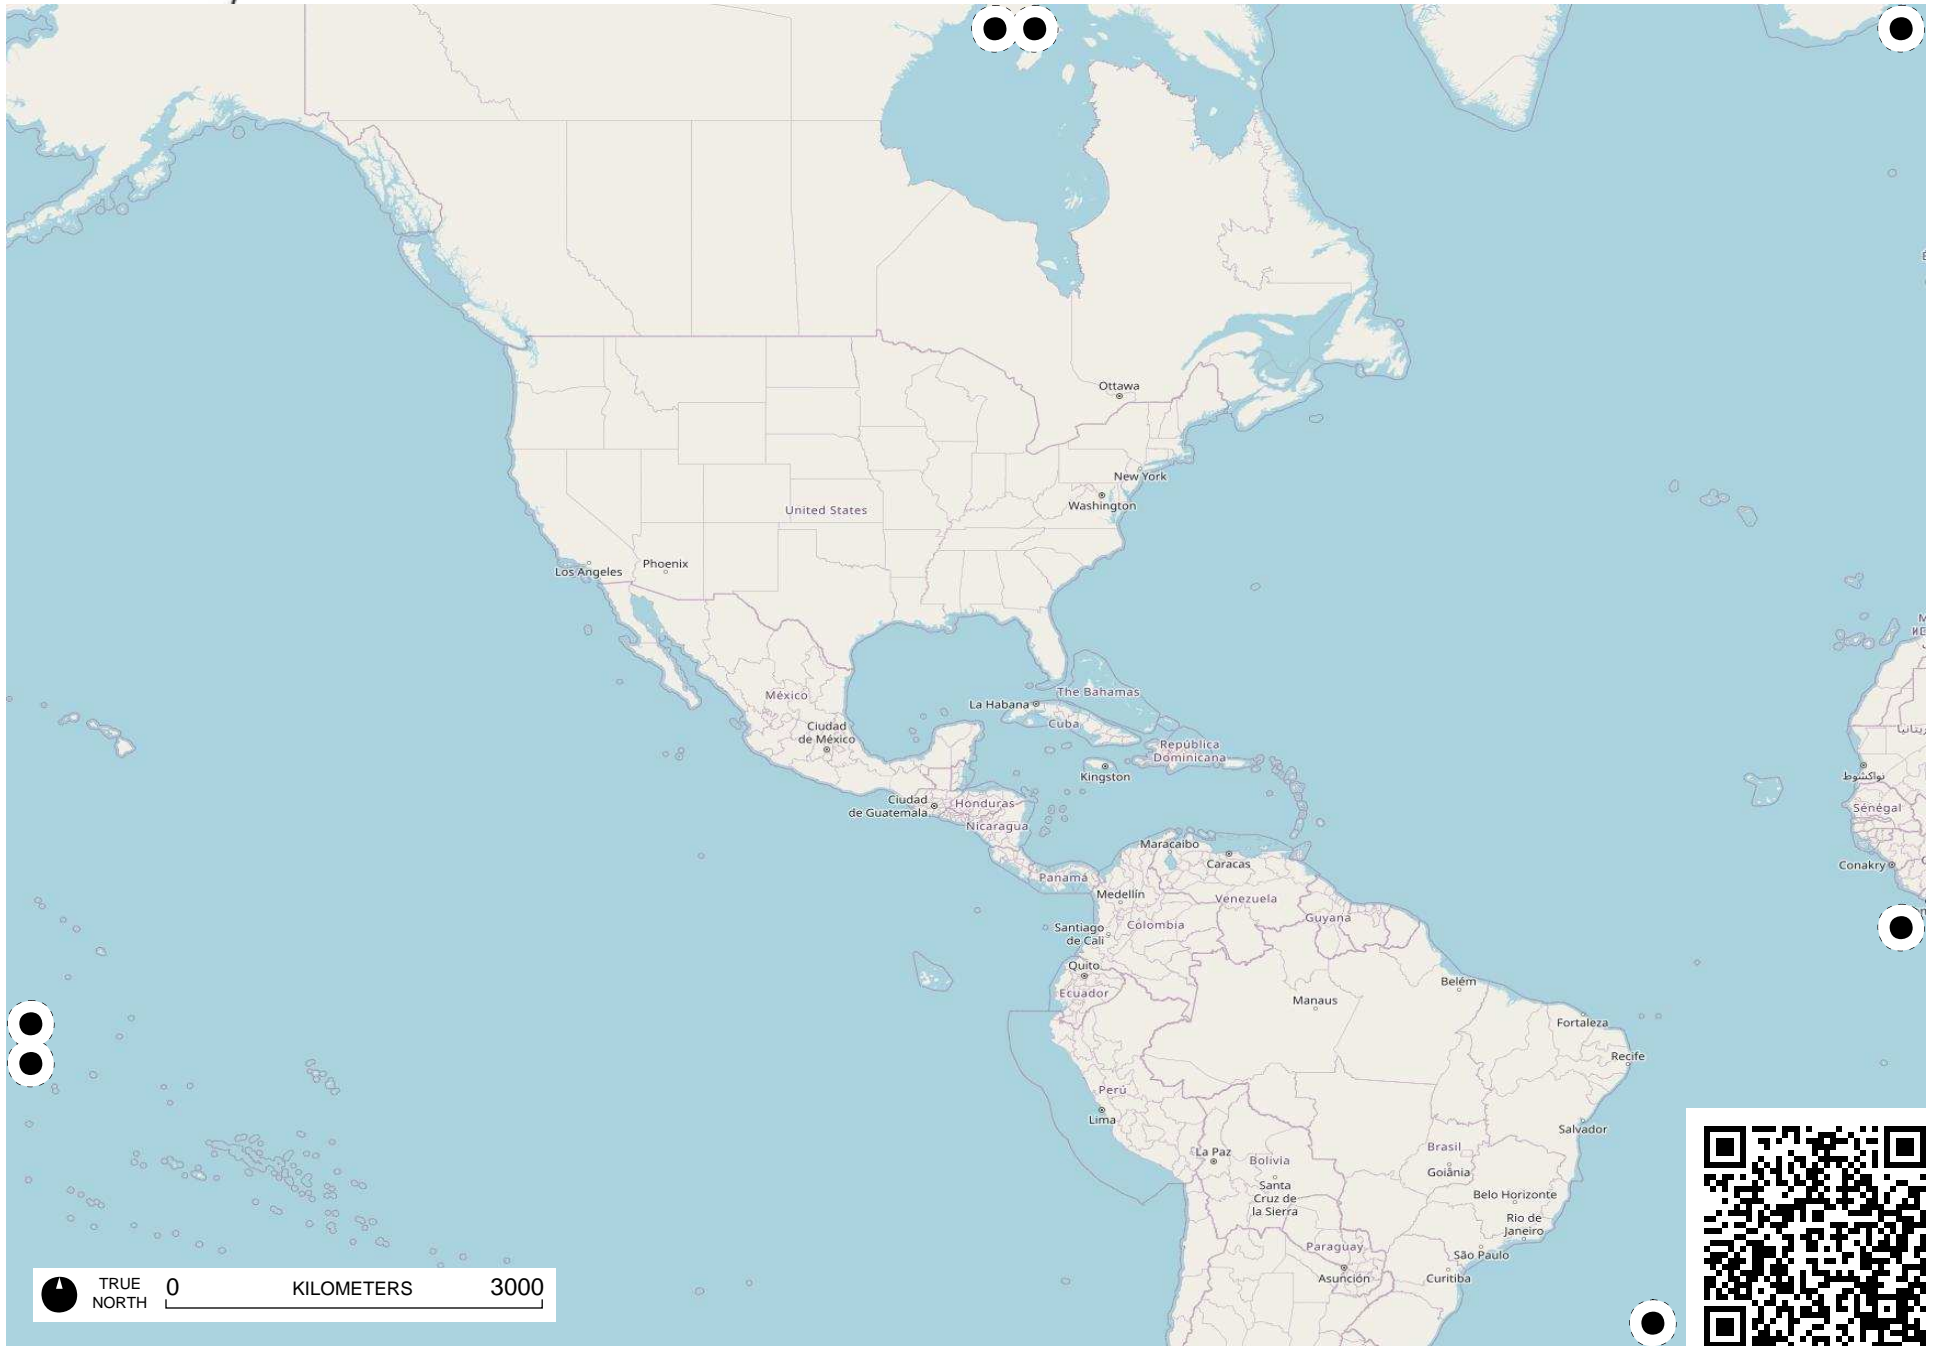 Ottawa
New York
Washington
United States
Phoenix
Los Angeles
México
La Habana
The Bahamas
Cuba
Ciudad
de México
República
Dominicana
Kingston
نواكشوط
Ciudad
de Guatemala
Honduras
Nicaragua
Sénégal
Maracaibo
Caracas
Conakry
Panamá
Medellín
Venezuela
Guyana
Colombia
Santiago
de Cali
Quito
Ecuador
Belém
Manaus
Fortaleza
Recife
Perú
Lima
Salvador
Brasil
La Paz
Bolivia
Goiânia
Santa
Cruz de
la Sierra
Belo Horizonte
Rio de
Janeiro
Paraguay
São Paulo
Asunción
Curitiba
TRUE
NORTH
0 KILOMETERS 3000